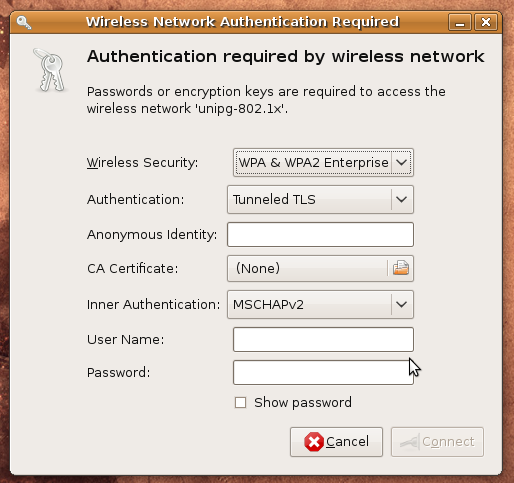 Wireless Network Authentication Required
Authentication required by wireless network
Passwords or encryption keys are required to access the
wireless network 'unipg-802.1x'.
Wireless Security: WPA & WPA2 Enterprise
Authentication: Tunneled TLS
Anonymous Identity:
CA Certificate: (None)
Inner Authentication: MSCHAPv2
User Name:
Password:
Show password
Cancel Connect